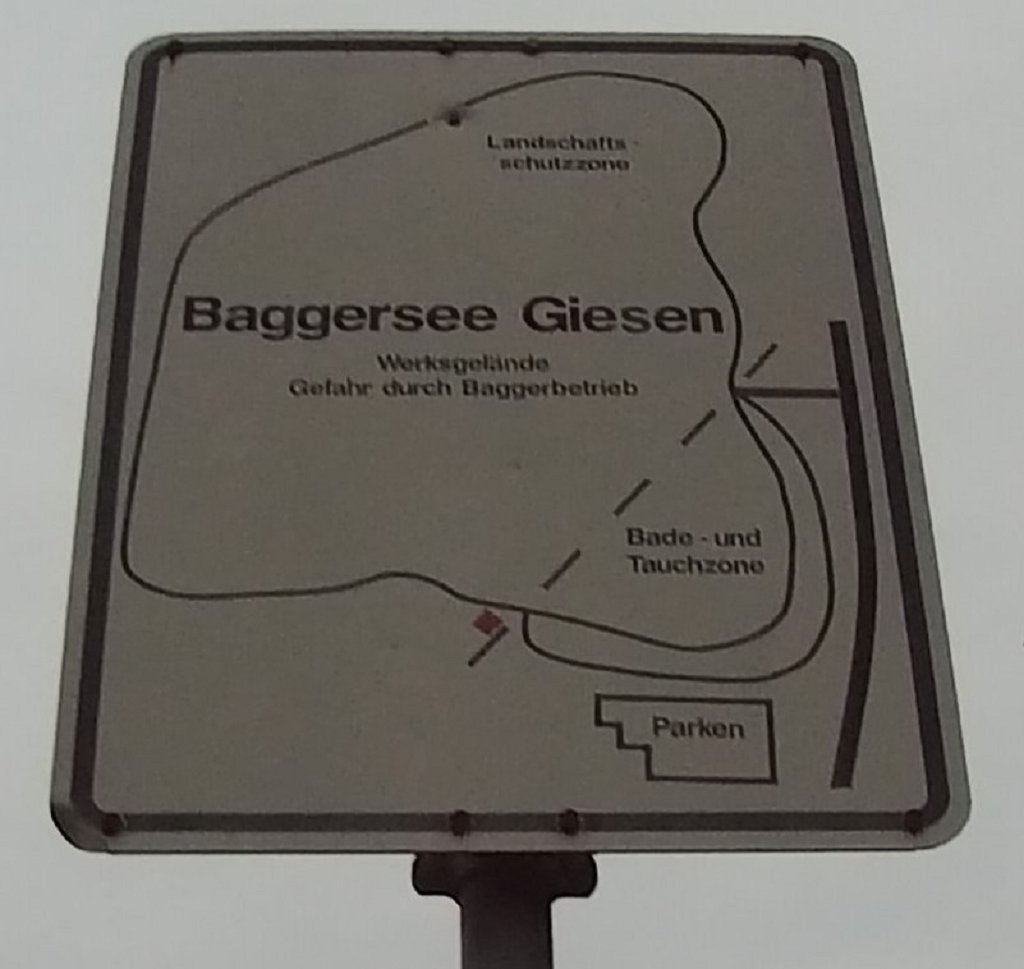 Landschafts -
schutzzone
Baggersee Giesen
Werksgelände
Gefahr durch Baggerbetrieb
Bade - und
Tauchzone
Parken